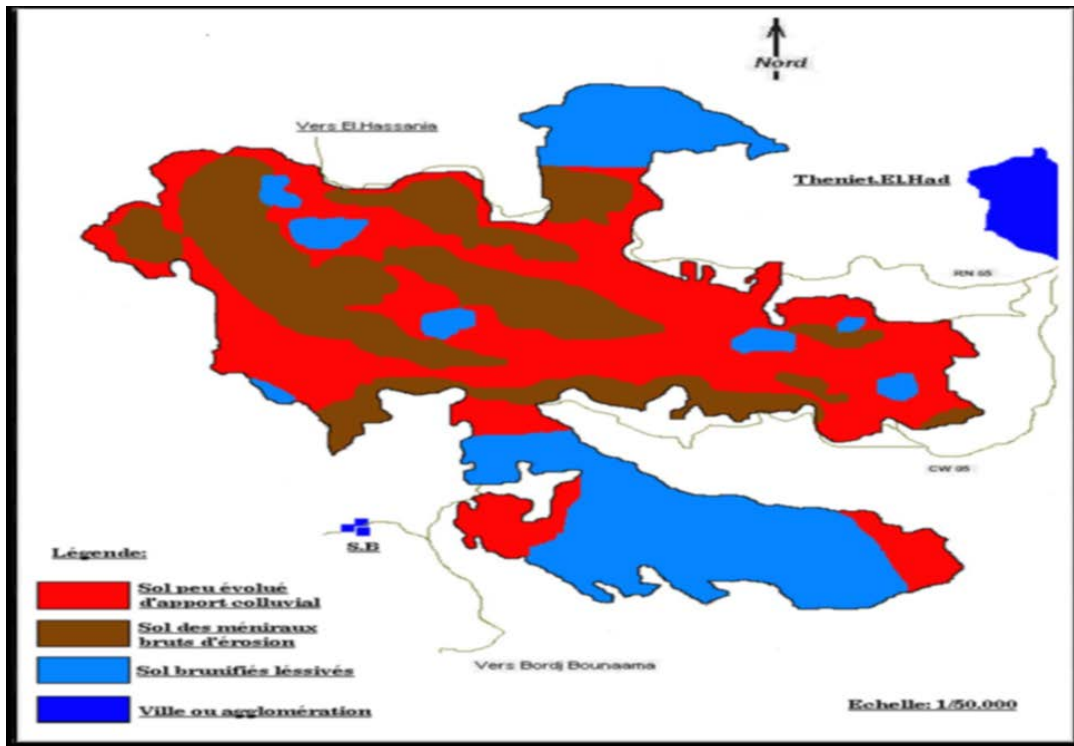 Nord
Vers El.Hassania
Theniet.El.Had
RN 65
CW 05
S.B
Légende:
Sol peu évolué
d'apport colluvial
Sol des méniraux
bruts d'érosion
Sol brunifiés léssivés
Ville ou agglomération
Vers Bordj Bounaama
Echelle: 1/50.000